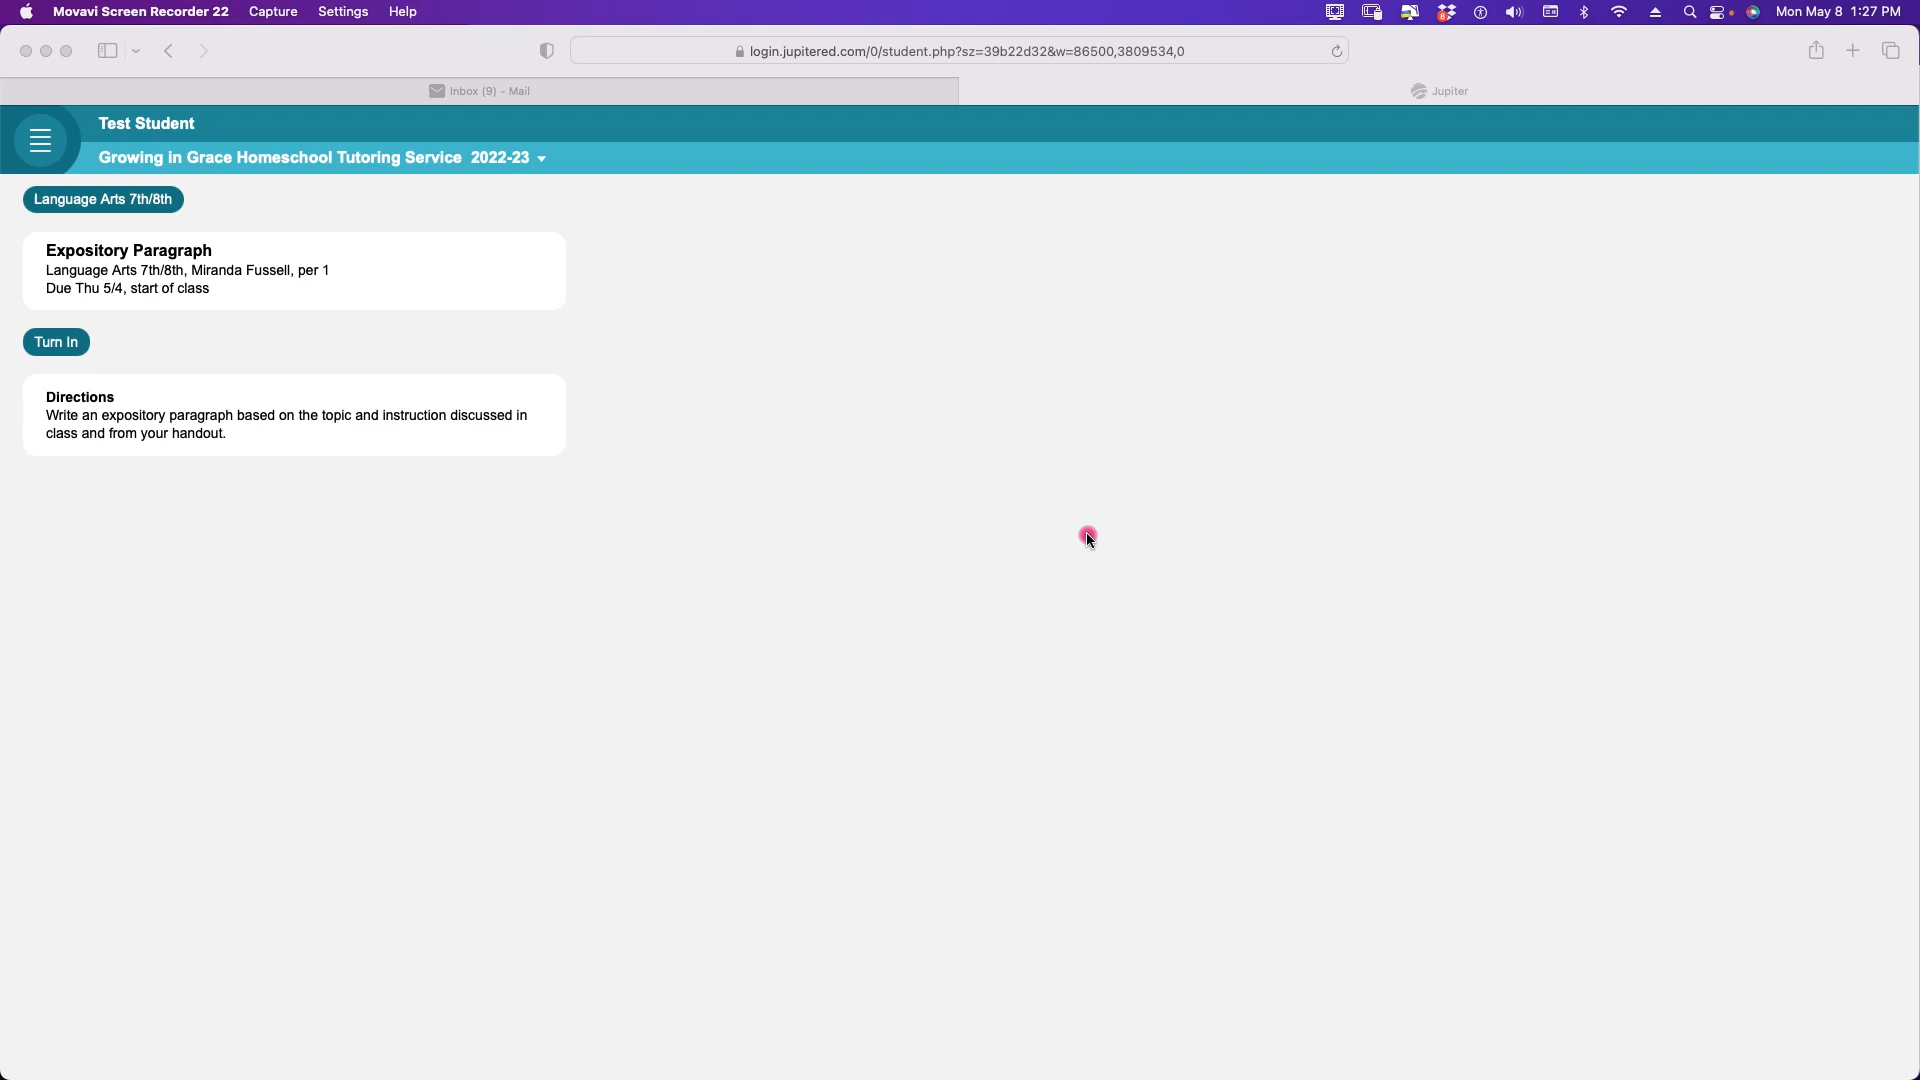 Movavi Screen Recorder 22 Capture Settings Help Mon May 8 1:27 PM
login.jupitered.com/0/student.php?sz=39b22d32&w=86500,3809534,0
Inbox (9) - Mail Jupiter
Test Student
Growing in Grace Homeschool Tutoring Service 2022-23
Language Arts 7th/8th
Expository Paragraph
Language Arts 7th/8th, Miranda Fussell, per 1
Due Thu 5/4, start of class
Turn In
Directions
Write an expository paragraph based on the topic and instruction discussed in
class and from your handout.